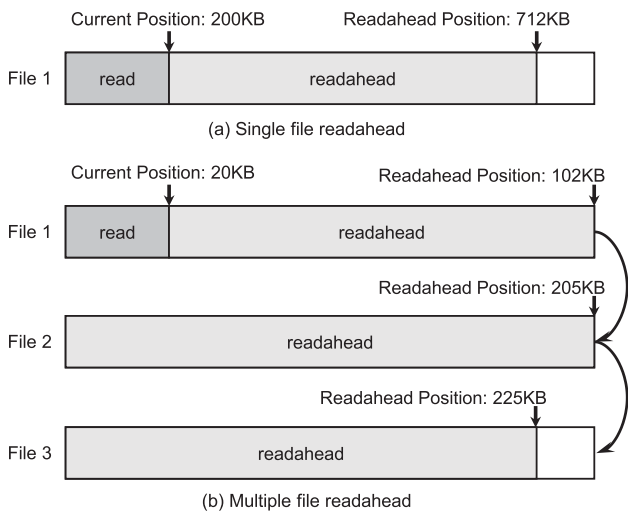 Current Position: 200KB Readahead Position: 712KB
File 1 read readahead
(a) Single file readahead
Current Position: 20KB Readahead Position: 102KB
File 1 read readahead
Readahead Position: 205KB
File 2 readahead
Readahead Position: 225KB
File 3 readahead
(b) Multiple file readahead